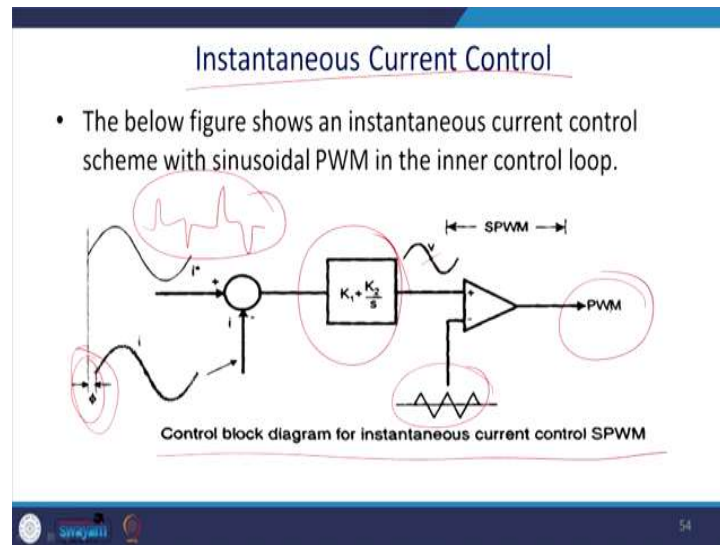 Instantaneous Current Control
• The below figure shows an instantaneous current control
scheme with sinusoidal PWM in the inner control loop.
SPWM
v
i*
+
K₁+K₂/s
+
PWM
i
-
i
-
ϕ
Control block diagram for instantaneous current control SPWM
swayam
54